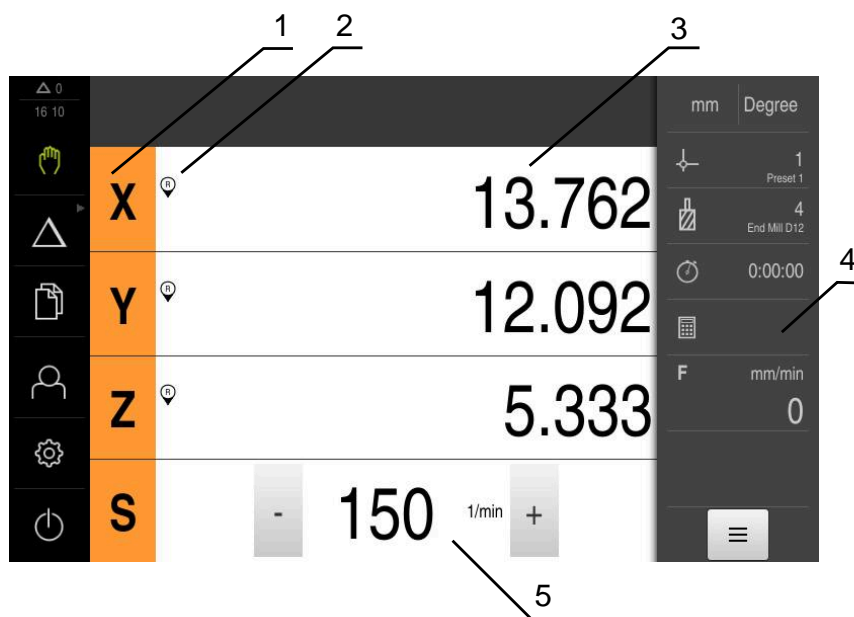 1 2 3
0
16 10
mm Degree
X R 13.762
1
Preset 1
4
End Mill D12
Y R 12.092
0:00:00
4
Z R 5.333
F mm/min
0
S - 150 1/min +
5